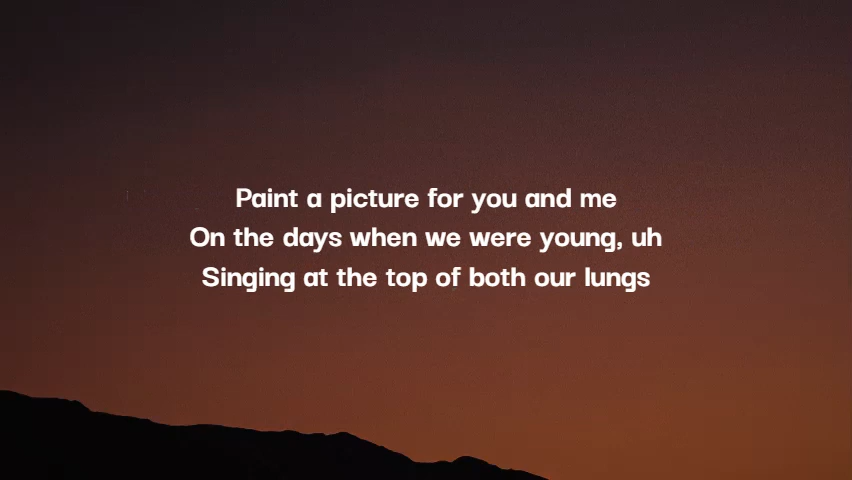 Paint a picture for you and me
On the days when we were young, uh
Singing at the top of both our lungs